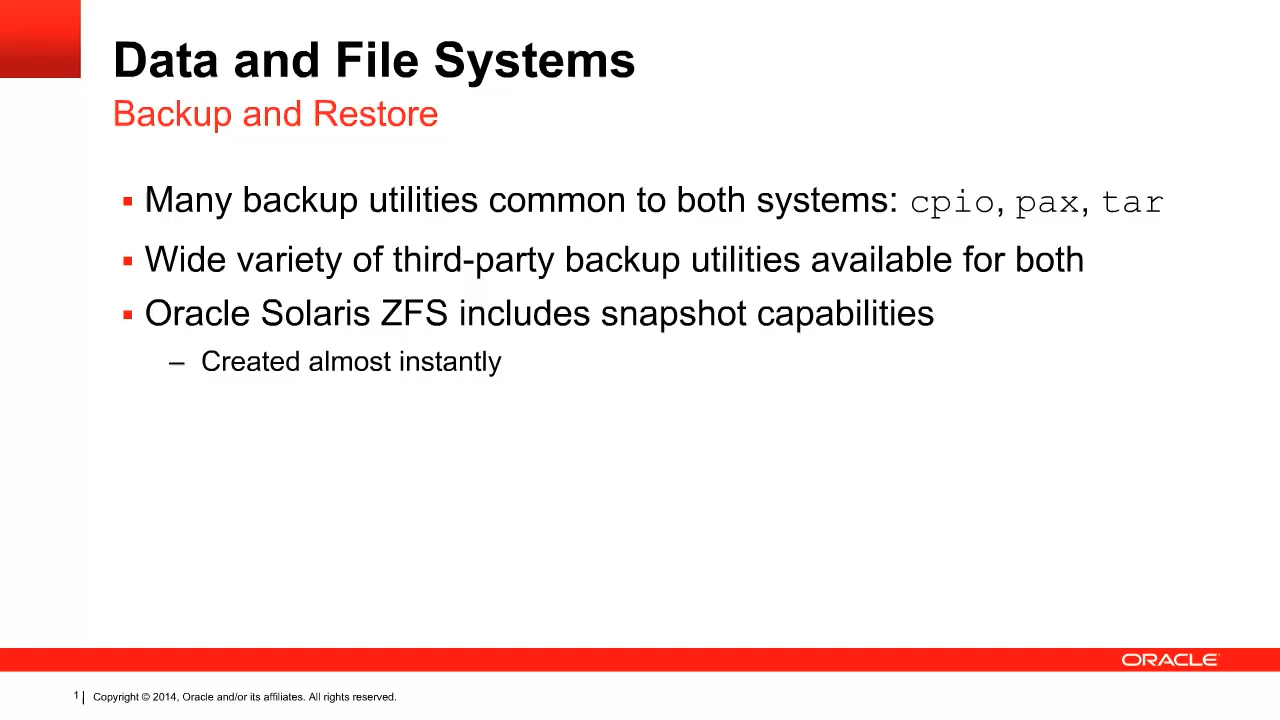 Data and File Systems
Backup and Restore
▪ Many backup utilities common to both systems: cpio, pax, tar
▪ Wide variety of third-party backup utilities available for both
▪ Oracle Solaris ZFS includes snapshot capabilities
– Created almost instantly
ORACLE
1 | Copyright © 2014, Oracle and/or its affiliates. All rights reserved.